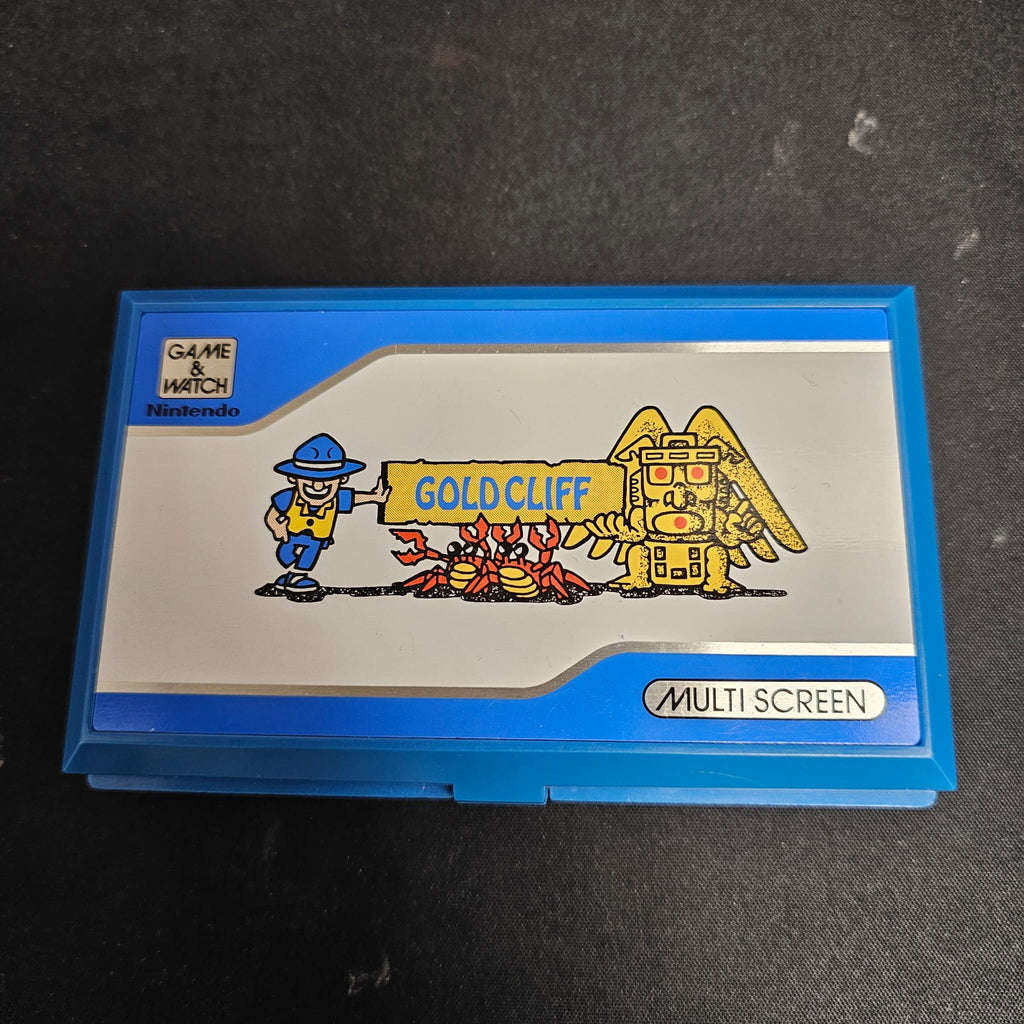 GAME
&
WATCH
Nintendo
GOLD CLIFF
MULTI SCREEN